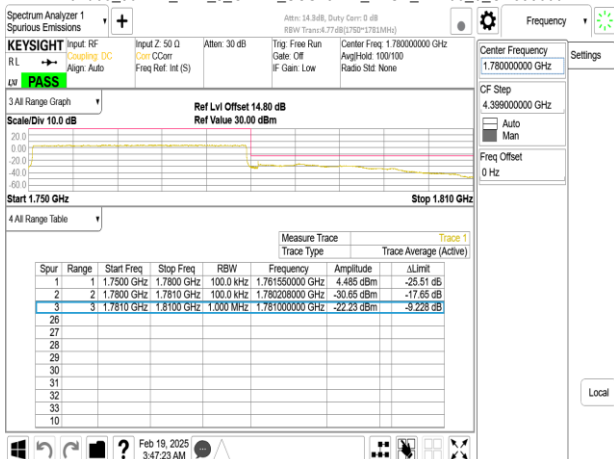 Spectrum Analyzer 1
Spurious Emissions
Attn: 14.3dB, Duty Corr: 0 dB
RBW Trans:4.77dB(1750~1781MHz)
Frequency
KEYSIGHT
Input: RF
Input Z: 50 Ω
Atten: 30 dB
Trig: Free Run
Center Freq: 1.780000000 GHz
RL
Coupling: DC
Corr CCorr
Gate: Off
Avg|Hold: 100/100
Align: Auto
Freq Ref: Int (S)
IF Gain: Low
Radio Std: None
PASS
Center Frequency
1.780000000 GHz
Settings
CF Step
4.399000000 GHz
Auto
Man
Freq Offset
0 Hz
3 All Range Graph
Ref Lvl Offset 14.80 dB
Scale/Div 10.0 dB
Ref Value 30.00 dBm
20.0
0.00
-20.0
-40.0
-60.0
Start 1.750 GHz
Stop 1.810 GHz
4 All Range Table
Measure Trace Trace 1
Trace Type Trace Average (Active)
Spur Range Start Freq Stop Freq RBW Frequency Amplitude ΔLimit
1 1 1.7500 GHz 1.7800 GHz 100.0 kHz 1.761550000 GHz 4.485 dBm -25.51 dB
2 2 1.7800 GHz 1.7810 GHz 100.0 kHz 1.780208000 GHz -30.65 dBm -17.65 dB
3 3 1.7810 GHz 1.8100 GHz 1.000 MHz 1.781000000 GHz -22.23 dBm -9.228 dB
26
27
28
29
30
31
32
33
10
Local
Feb 19, 2025
3:47:23 AM